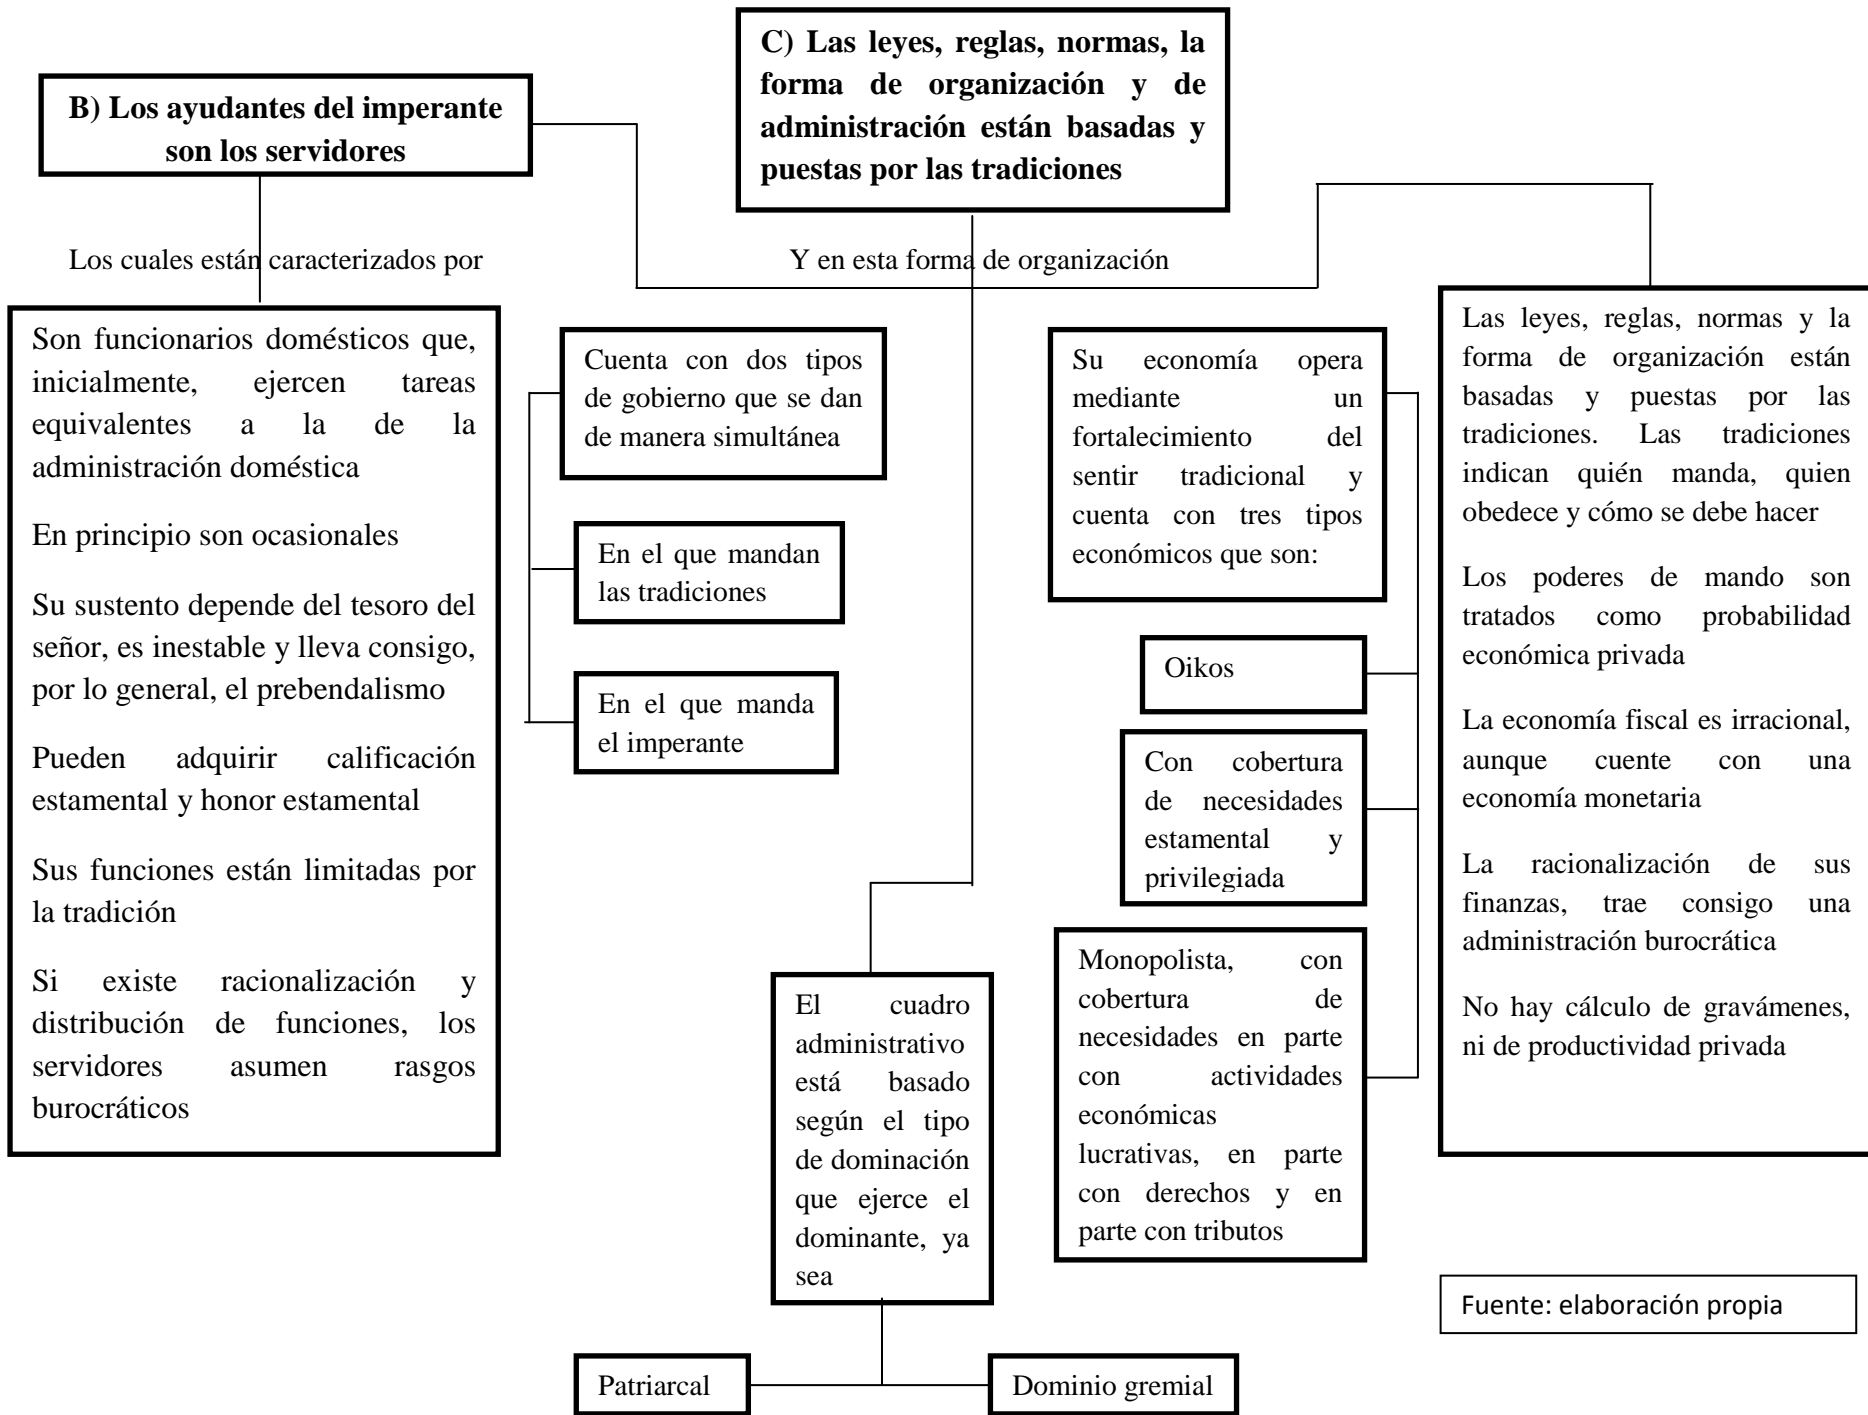 B) Los ayudantes del imperante
son los servidores
C) Las leyes, reglas, normas, la
forma de organización y de
administración están basadas y
puestas por las tradiciones
Los cuales están caracterizados por
Y en esta forma de organización
Son funcionarios domésticos que,
inicialmente, ejercen tareas
equivalentes a la de la
administración doméstica
En principio son ocasionales
Su sustento depende del tesoro del
señor, es inestable y lleva consigo,
por lo general, el prebendalismo
Pueden adquirir calificación
estamental y honor estamental
Sus funciones están limitadas por
la tradición
Si existe racionalización y
distribución de funciones, los
servidores asumen rasgos
burocráticos
Cuenta con dos tipos
de gobierno que se dan
de manera simultánea
En el que mandan
las tradiciones
En el que manda
el imperante
El cuadro
administrativo
está basado
según el tipo
de dominación
que ejerce el
dominante, ya
sea
Patriarcal
Dominio gremial
Su economía opera
mediante un
fortalecimiento del
sentir tradicional y
cuenta con tres tipos
económicos que son:
Oikos
Con cobertura
de necesidades
estamental y
privilegiada
Monopolista, con
cobertura de
necesidades en parte
con actividades
económicas
lucrativas, en parte
con derechos y en
parte con tributos
Las leyes, reglas, normas y la
forma de organización están
basadas y puestas por las
tradiciones. Las tradiciones
indican quién manda, quien
obedece y cómo se debe hacer
Los poderes de mando son
tratados como probabilidad
económica privada
La economía fiscal es irracional,
aunque cuente con una
economía monetaria
La racionalización de sus
finanzas, trae consigo una
administración burocrática
No hay cálculo de gravámenes,
ni de productividad privada
Fuente: elaboración propia